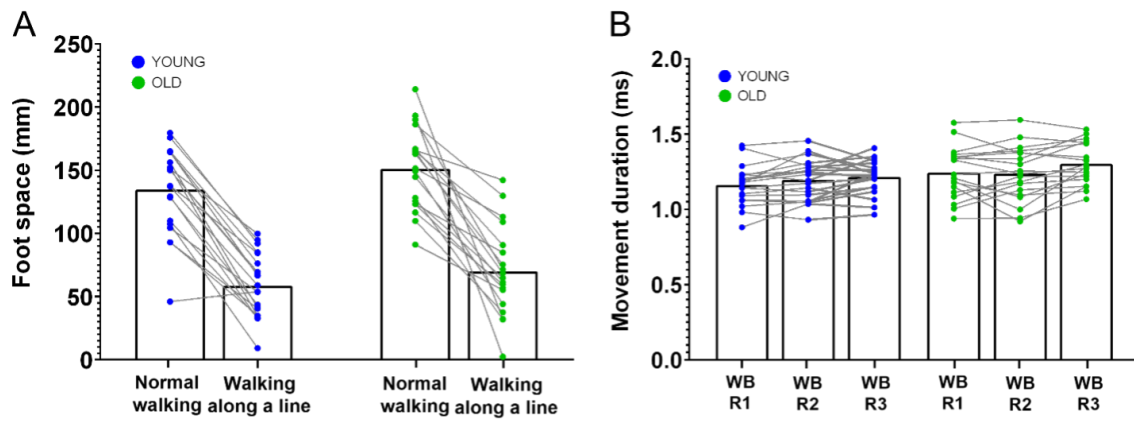 A
Foot space (mm)
250
200
150
100
50
0
YOUNG
OLD
Normal walking
Walking along a line
Normal walking
Walking along a line
B
Movement duration (ms)
2.0
1.5
1.0
0.5
0.0
YOUNG
OLD
WB R1
WB R2
WB R3
WB R1
WB R2
WB R3